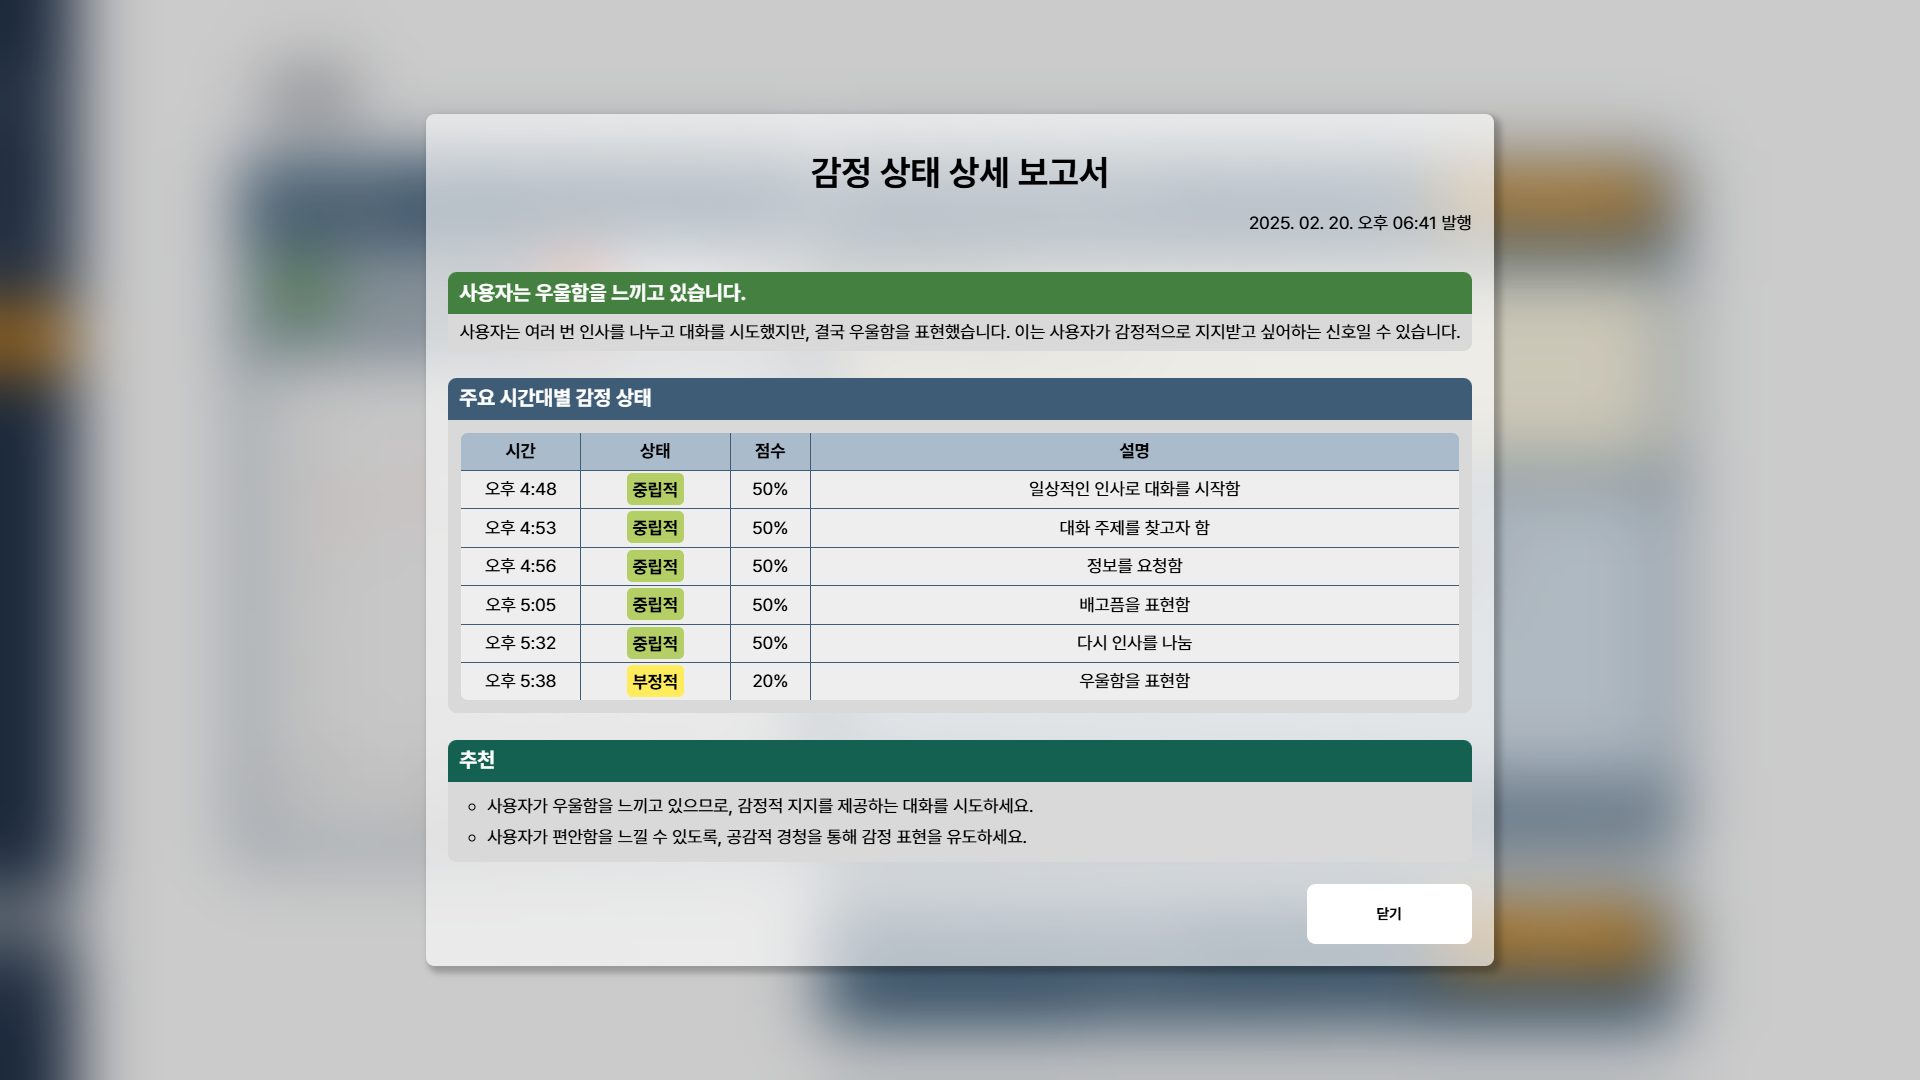 감정 상태 상세 보고서
2025. 02. 20. 오후 06:41 발행
사용자는 우울함을 느끼고 있습니다.
사용자는 여러 번 인사를 나누고 대화를 시도했지만, 결국 우울함을 표현했습니다. 이는 사용자가 감정적으로 지지받고 싶어하는 신호일 수 있습니다.
주요 시간대별 감정 상태
시간 상태 점수 설명
오후 4:48 중립적 50% 일상적인 인사로 대화를 시작함
오후 4:53 중립적 50% 대화 주제를 찾고자 함
오후 4:56 중립적 50% 정보를 요청함
오후 5:05 중립적 50% 배고픔을 표현함
오후 5:32 중립적 50% 다시 인사를 나눔
오후 5:38 부정적 20% 우울함을 표현함
추천
사용자가 우울함을 느끼고 있으므로, 감정적 지지를 제공하는 대화를 시도하세요.
사용자가 편안함을 느낄 수 있도록, 공감적 경청을 통해 감정 표현을 유도하세요.
닫기